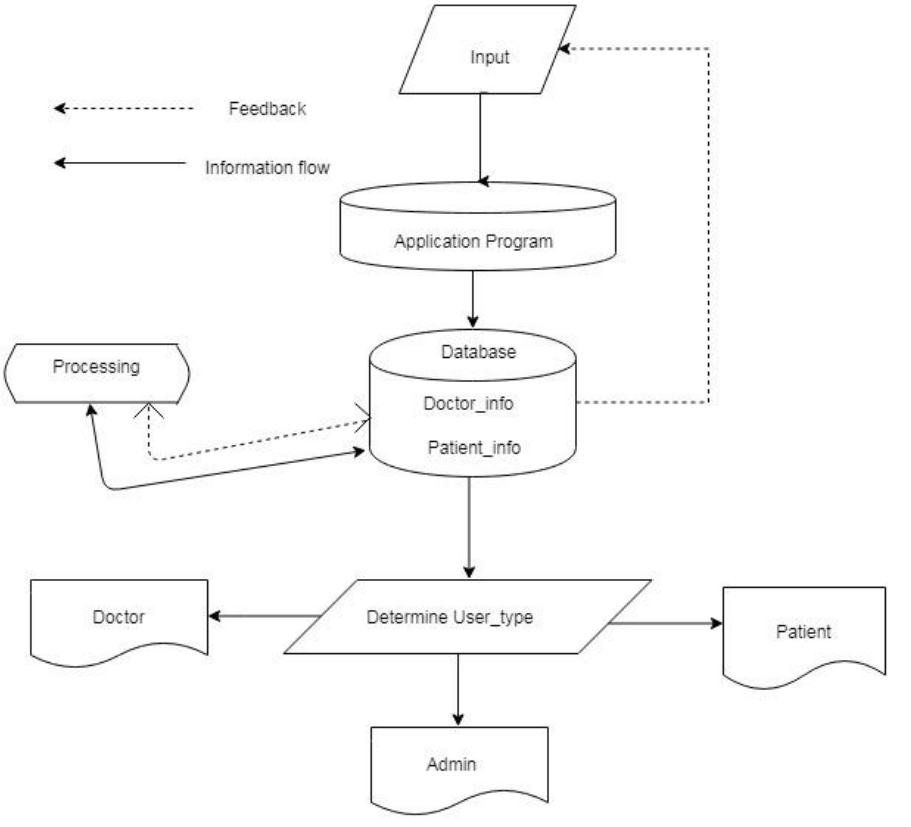 Input
Feedback
Information flow
Application Program
Database
Processing
Doctor_info
Patient_info
Doctor
Determine User_type
Patient
Admin